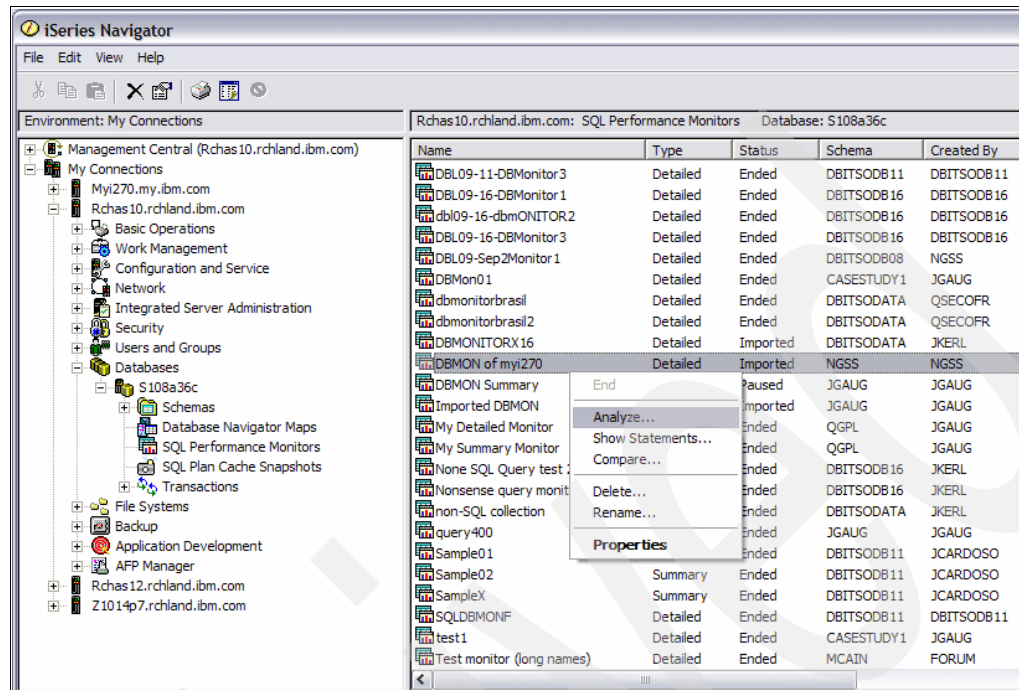 iSeries Navigator
File Edit View Help
Environment: My Connections
Rchas10.rchland.ibm.com: SQL Performance Monitors Database: S108a36c
Management Central (Rchas10.rchland.ibm.com)
My Connections
Myi270.my.ibm.com
Rchas10.rchland.ibm.com
Basic Operations
Work Management
Configuration and Service
Network
Integrated Server Administration
Security
Users and Groups
Databases
S108a36c
Schemas
Database Navigator Maps
SQL Performance Monitors
SQL Plan Cache Snapshots
Transactions
File Systems
Backup
Application Development
AFP Manager
Rchas12.rchland.ibm.com
Z1014p7.rchland.ibm.com
Name Type Status Schema Created By
DBL09-11-DBMonitor3 Detailed Ended DBITSODB11 DBITSODB11
DBL09-16-DBMonitor1 Detailed Ended DBITSODB16 DBITSODB16
dbl09-16-dbmONITOR2 Detailed Ended DBITSODB16 DBITSODB16
DBL09-16-DBMonitor3 Detailed Ended DBITSODB16 DBITSODB16
DBL09-Sep2Monitor1 Detailed Ended DBITSODB08 NGSS
DBMon01 Detailed Ended CASESTUDY1 JGAUG
dbmonitorbrasil Detailed Ended DBITSODATA QSECOFR
dbmonitorbrasil2 Detailed Ended DBITSODATA QSECOFR
DBMONITORX16 Detailed Imported DBITSODATA JKERL
DBMON of myi270 Detailed Imported NGSS NGSS
DBMON Summary Paused JGAUG JGAUG
Imported DBMON mported JGAUG JGAUG
My Detailed Monitor Ended QGPL JGAUG
My Summary Monitor Ended QGPL JGAUG
None SQL Query test 2 Ended DBITSODB16 JKERL
Nonsense query monit Ended DBITSODB16 JKERL
non-SQL collection Ended DBITSODATA JKERL
query400 Ended JGAUG JGAUG
Sample01 Ended DBITSODB11 JCARDOSO
Sample02 Summary Ended DBITSODB11 JCARDOSO
SampleX Summary Ended DBITSODB11 JCARDOSO
SQLDBMONF Detailed Ended DBITSODB11 DBITSODB11
test1 Detailed Ended CASESTUDY1 JGAUG
Test monitor (long names) Detailed Ended MCAIN FORUM
End
Analyze...
Show Statements...
Compare...
Delete...
Rename...
Properties